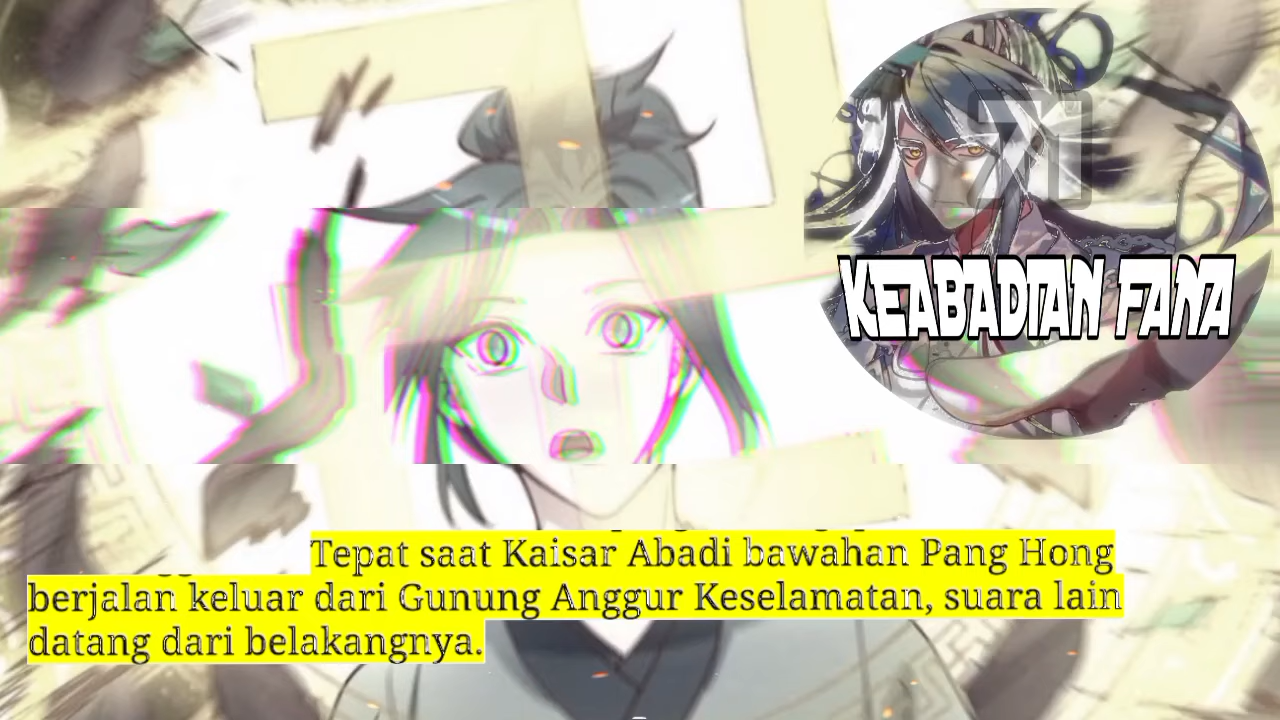 KEABADIAN FANA
Tepat saat Kaisar Abadi bawahan Pang Hong
berjalan keluar dari Gunung Anggur Keselamatan, suara lain
datang dari belakangnya.